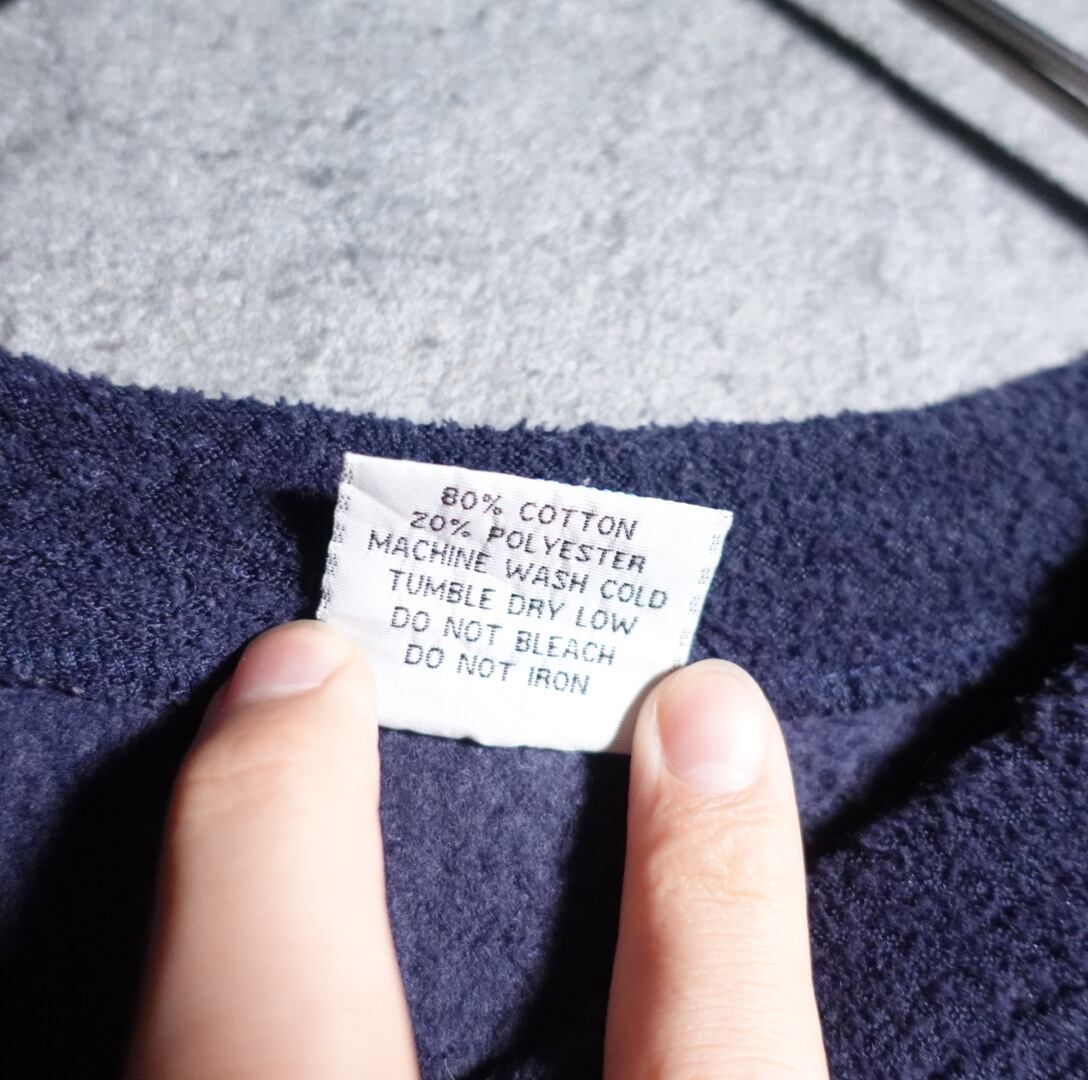 80% COTTON
20% POLYESTER
MACHINE WASH COLD
TUMBLE DRY LOW
DO NOT BLEACH
DO NOT IRON